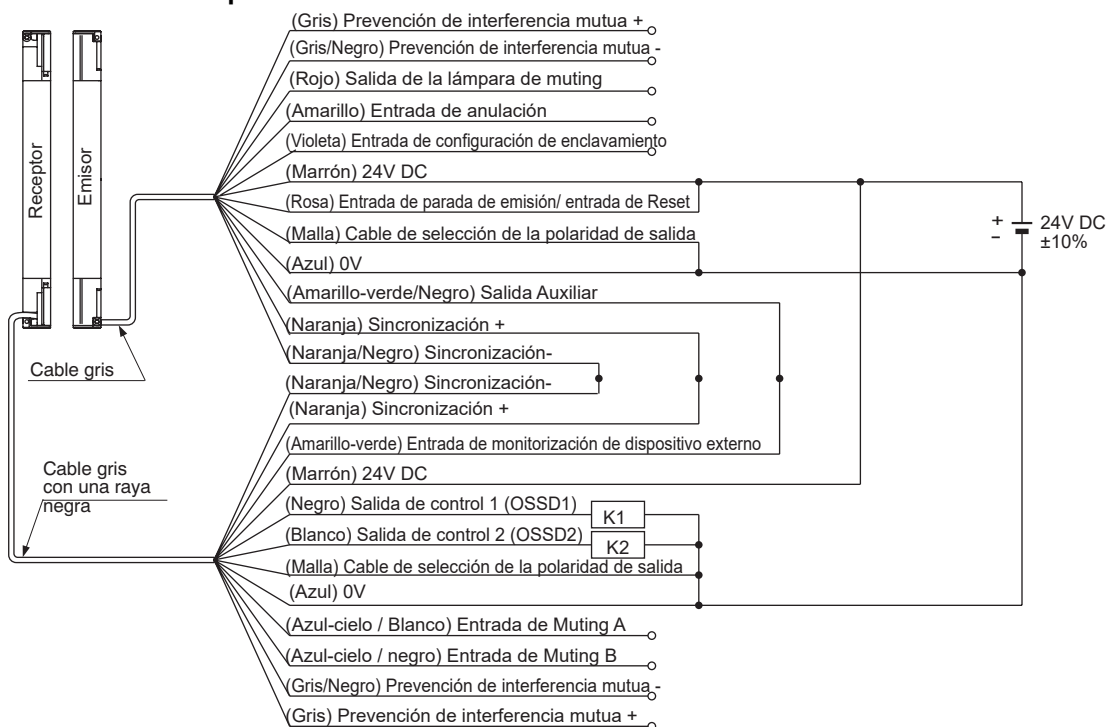 (Gris) Prevención de interferencia mutua +
(Gris/Negro) Prevención de interferencia mutua -
(Rojo) Salida de la lámpara de muting
(Amarillo) Entrada de anulación
(Violeta) Entrada de configuración de enclavamiento
(Marrón) 24V DC
(Rosa) Entrada de parada de emisión/ entrada de Reset
(Malla) Cable de selección de la polaridad de salida
(Azul) 0V
(Amarillo-verde/Negro) Salida Auxiliar
(Naranja) Sincronización +
(Naranja/Negro) Sincronización-
(Naranja/Negro) Sincronización-
(Naranja) Sincronización +
(Amarillo-verde) Entrada de monitorización de dispositivo externo
(Marrón) 24V DC
(Negro) Salida de control 1 (OSSD1)
K1
(Blanco) Salida de control 2 (OSSD2)
K2
(Malla) Cable de selección de la polaridad de salida
(Azul) 0V
(Azul-cielo / Blanco) Entrada de Muting A
(Azul-cielo / negro) Entrada de Muting B
(Gris/Negro) Prevención de interferencia mutua -
(Gris) Prevención de interferencia mutua +
Receptor
Emisor
Cable gris
Cable gris
con una raya
negra
+
-
24V DC
±10%